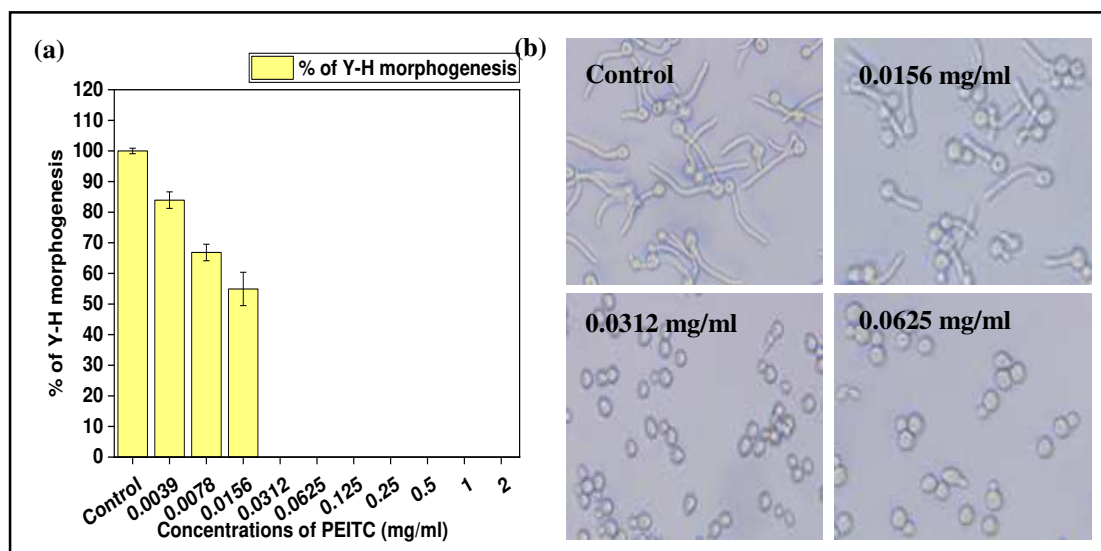 (a)
% of Y-H morphogenesis
% of Y-H morphogenesis
120
110
100
90
80
70
60
50
40
30
20
10
0
Control
0.0039
0.0078
0.0156
0.0312
0.0625
0.125
0.25
0.5
1
2
Concentrations of PEITC (mg/ml)
(b)
Control
0.0156 mg/ml
0.0312 mg/ml
0.0625 mg/ml